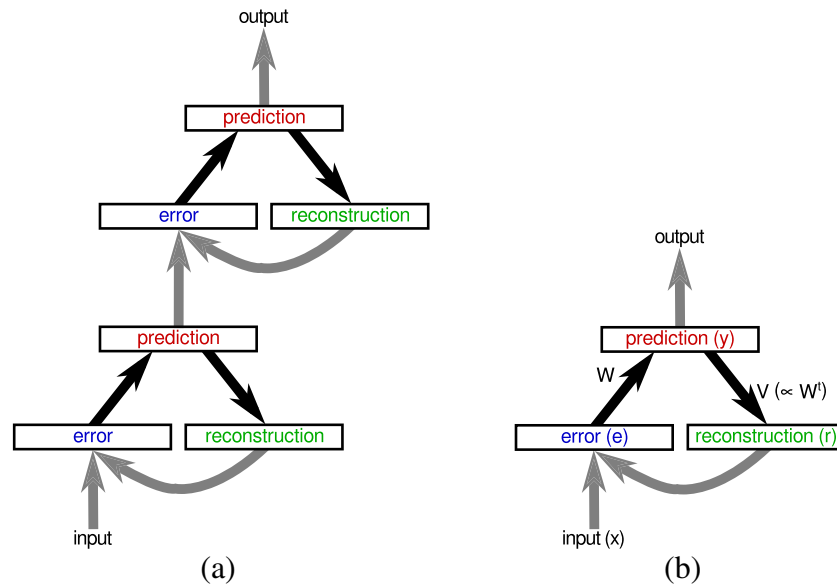 output
prediction
error
reconstruction
prediction
error
reconstruction
input
(a)
output
prediction (y)
W
V (∝ Wᵗ)
error (e)
reconstruction (r)
input (x)
(b)